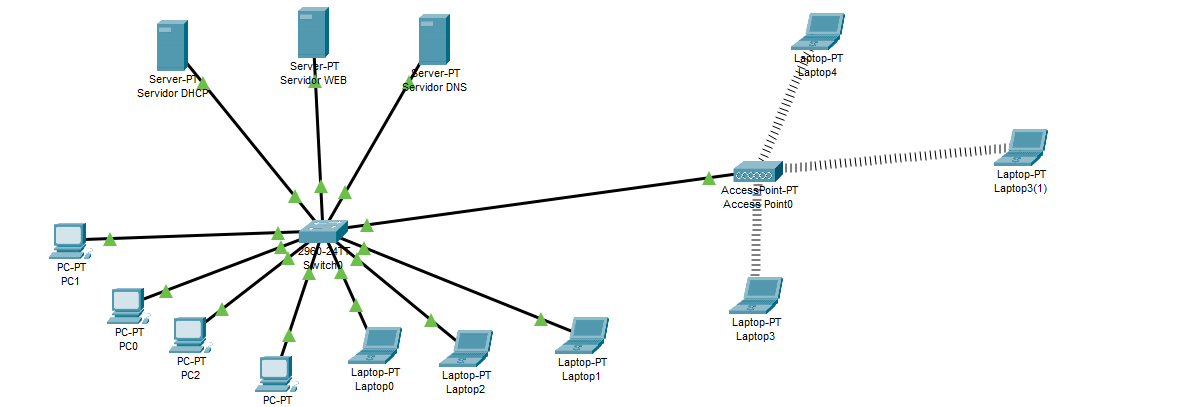 Laptop-PT
Laptop4
Server-PT
Servidor DHCP
Server-PT
Servidor WEB
Server-PT
Servidor DNS
Laptop-PT
Laptop3(1)
AccessPoint-PT
Access Point0
2960-24TT
Switch0
PC-PT
PC1
Laptop-PT
Laptop3
PC-PT
PC0
PC-PT
PC2
Laptop-PT
Laptop0
Laptop-PT
Laptop2
Laptop-PT
Laptop1
PC-PT